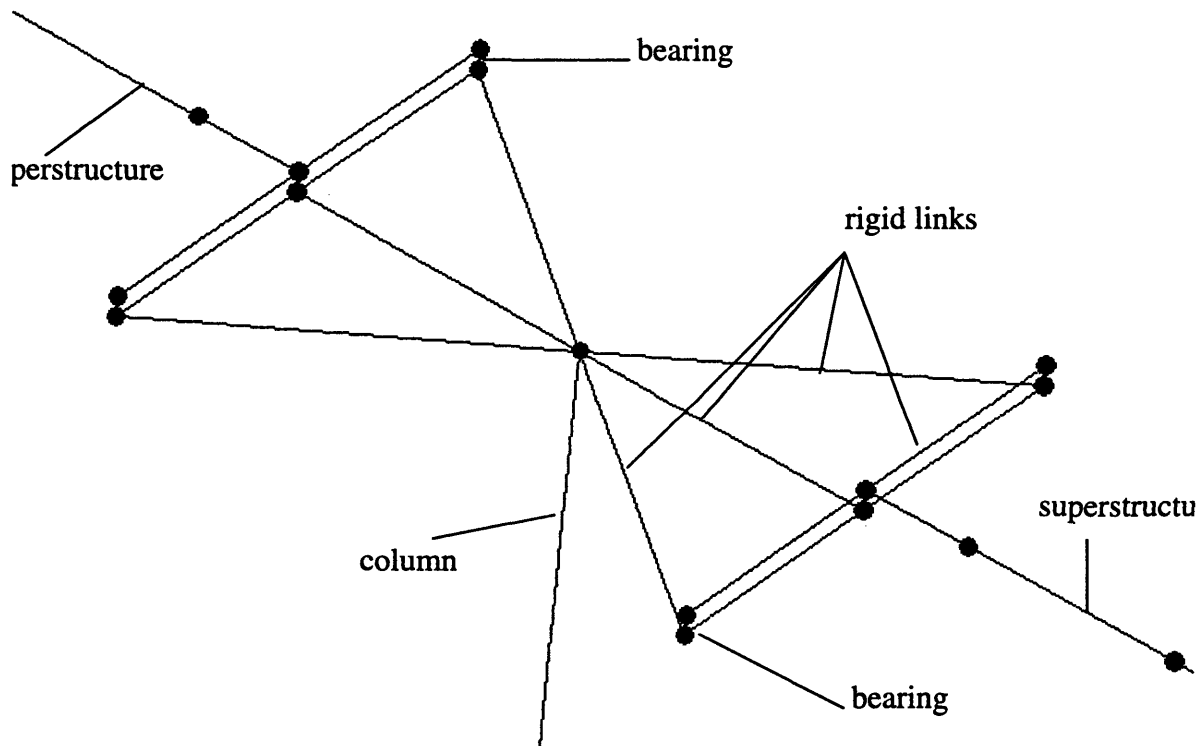 bearing
perstructure
rigid links
superstructu
column
bearing